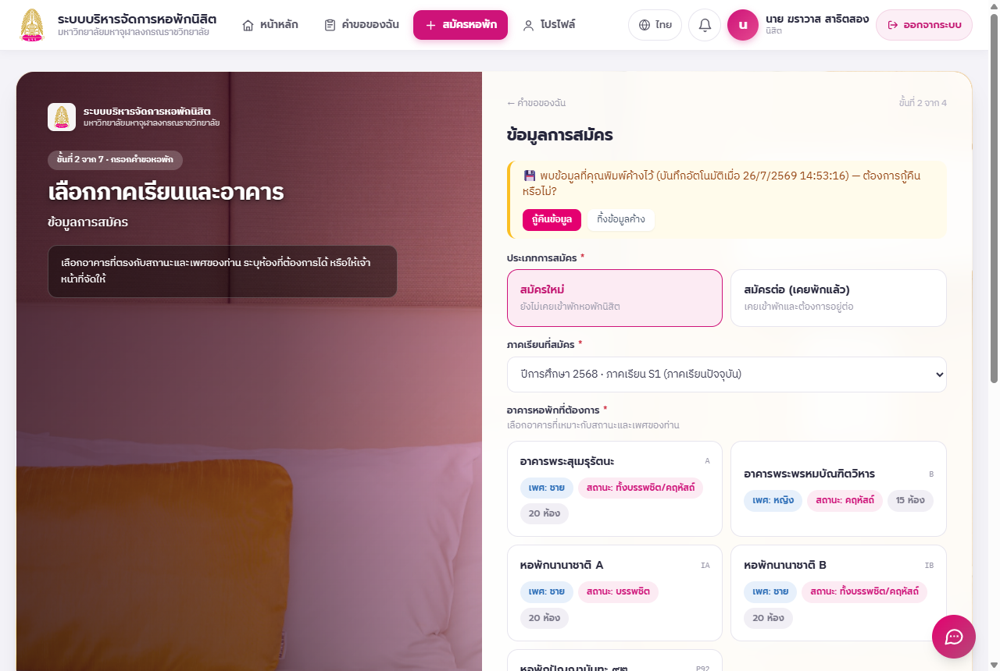 ระบบบริหารจัดการหอพักนิสิต
มหาวิทยาลัยมหาจุฬาลงกรณราชวิทยาลัย
หน้าหลัก
คำขอของฉัน
สมัครหอพัก
โปรไฟล์
ไทย
น
นาย ฆราวาส สาธิตสอง
นิสิต
ออกจากระบบ
ระบบบริหารจัดการหอพักนิสิต
มหาวิทยาลัยมหาจุฬาลงกรณราชวิทยาลัย
ขั้นที่ 2 จาก 7 · กรอกคำขอหอพัก
เลือกภาคเรียนและอาคาร
ข้อมูลการสมัคร
เลือกอาคารที่ตรงกับสถานะและเพศของท่าน ระบุห้องที่ต้องการได้ หรือให้เจ้า
หน้าที่จัดให้
← คำขอของฉัน
ขั้นที่ 2 จาก 4
ข้อมูลการสมัคร
พบข้อมูลที่คุณพิมพ์ค้างไว้ (บันทึกอัตโนมัติเมื่อ 26/7/2569 14:53:16) — ต้องการกู้คืน
หรือไม่?
กู้คืนข้อมูล
ทิ้งข้อมูลค้าง
ประเภทการสมัคร *
สมัครใหม่
ยังไม่เคยเข้าพักหอพักนิสิต
สมัครต่อ (เคยพักแล้ว)
เคยเข้าพักและต้องการอยู่ต่อ
ภาคเรียนที่สมัคร *
ปีการศึกษา 2568 · ภาคเรียน S1 (ภาคเรียนปัจจุบัน)
อาคารหอพักที่ต้องการ *
เลือกอาคารที่เหมาะกับสถานะและเพศของท่าน
อาคารพระสุเมรุรัตนะ
A
เพศ: ชาย
สถานะ: ทั้งบรรพชิต/คฤหัสถ์
20 ห้อง
อาคารพระพรหมบัณฑิตวิหาร
B
เพศ: หญิง
สถานะ: คฤหัสถ์
15 ห้อง
หอพักนานาชาติ A
IA
เพศ: ชาย
สถานะ: บรรพชิต
20 ห้อง
หอพักนานาชาติ B
IB
เพศ: ชาย
สถานะ: ทั้งบรรพชิต/คฤหัสถ์
20 ห้อง
หอพักปัญญานันทะ ๙๒
P92